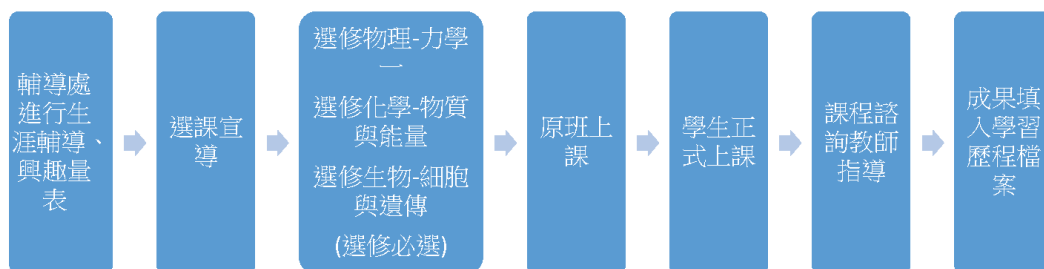 輔導處
進行生
涯輔導、
興趣量
表
選課宣
導
選修物理-力學
一
選修化學-物質
與能量
選修生物-細胞
與遺傳
(選修必選)
原班上
課
學生正
式上課
課程諮
詢教師
指導
成果填
入學習
歷程檔
案